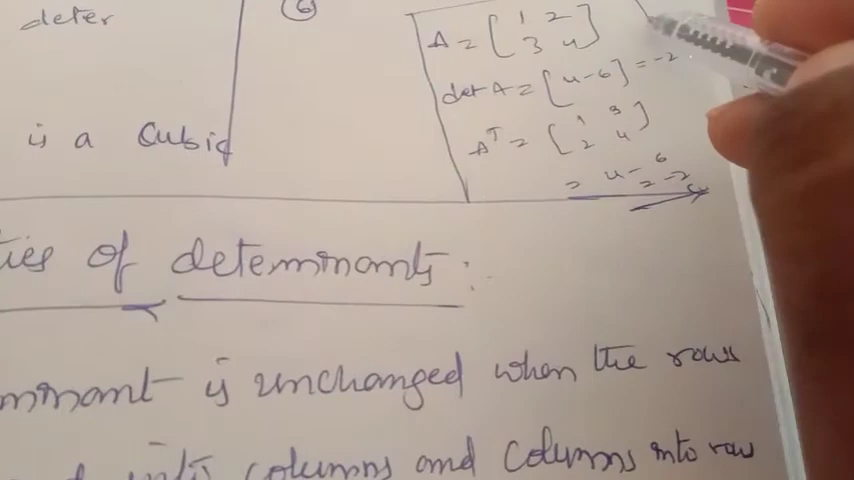 deter
is a Cubic
6
A = [ 1 2
3 4 ]
det A = [ 4 - 6 ] = -2
A^T = [ 1 3
2 4 ]
= 4 - 6
= -2
ties of determinants:
minant is unchanged when the rows
into columns and columns into row